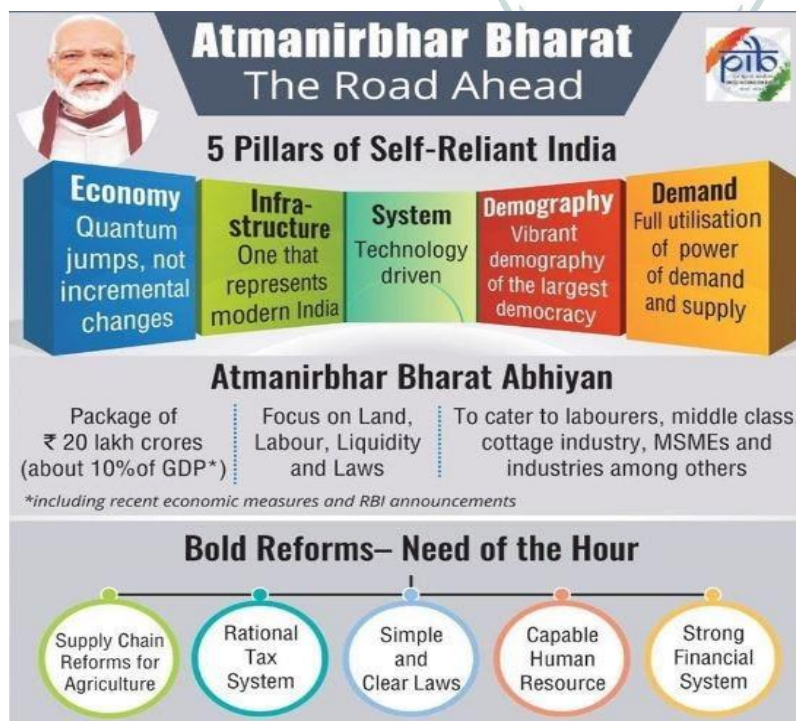 Atmanirbhar Bharat
The Road Ahead
pib
5 Pillars of Self-Reliant India
Economy
Quantum
jumps, not
incremental
changes
Infra-
structure
One that
represents
modern India
System
Technology
driven
Demography
Vibrant
demography
of the largest
democracy
Demand
Full utilisation
of power
of demand
and supply
Atmanirbhar Bharat Abhiyan
Package of
₹ 20 lakh crores
(about 10%of GDP*)
Focus on Land,
Labour, Liquidity
and Laws
To cater to labourers, middle class
cottage industry, MSMEs and
industries among others
*including recent economic measures and RBI announcements
Bold Reforms– Need of the Hour
Supply Chain
Reforms for
Agriculture
Rational
Tax
System
Simple
and
Clear Laws
Capable
Human
Resource
Strong
Financial
System